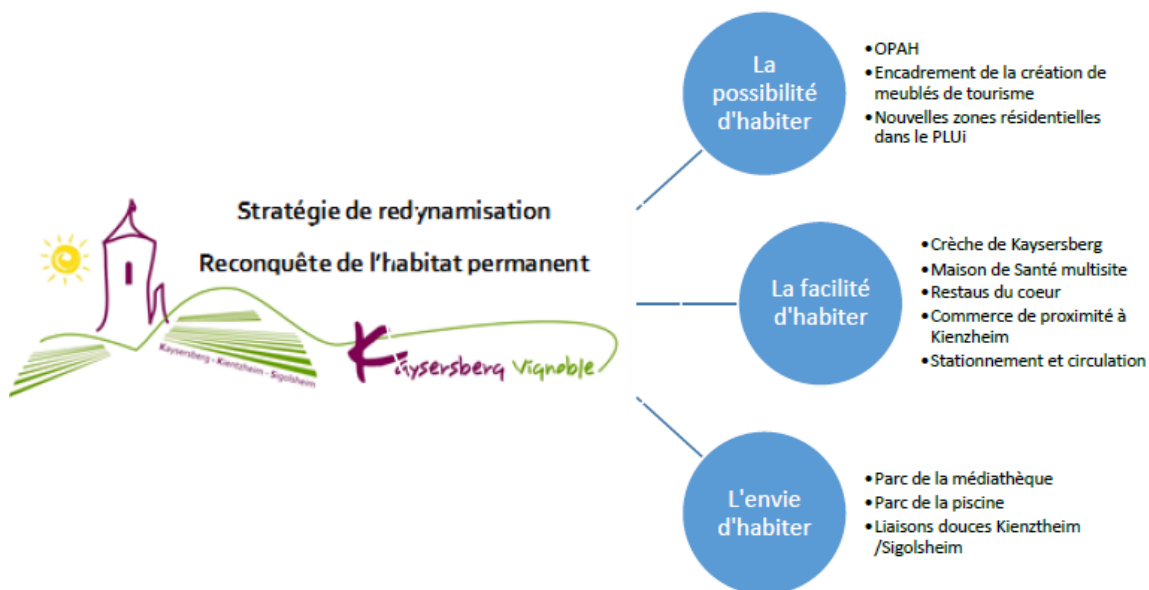 Stratégie de redynamisation
Reconquête de l'habitat permanent
Kaysersberg - Kientzheim - Sigolsheim
Kaysersberg Vignoble
La
possibilité
d'habiter
•OPAH
•Encadrement de la création de
meublés de tourisme
•Nouvelles zones résidentielles
dans le PLUi
La facilité
d'habiter
•Crèche de Kaysersberg
•Maison de Santé multisite
•Restaus du coeur
•Commerce de proximité à
Kienzheim
•Stationnement et circulation
L'envie
d'habiter
•Parc de la médiathèque
•Parc de la piscine
•Liaisons douces Kienztheim
/Sigolsheim